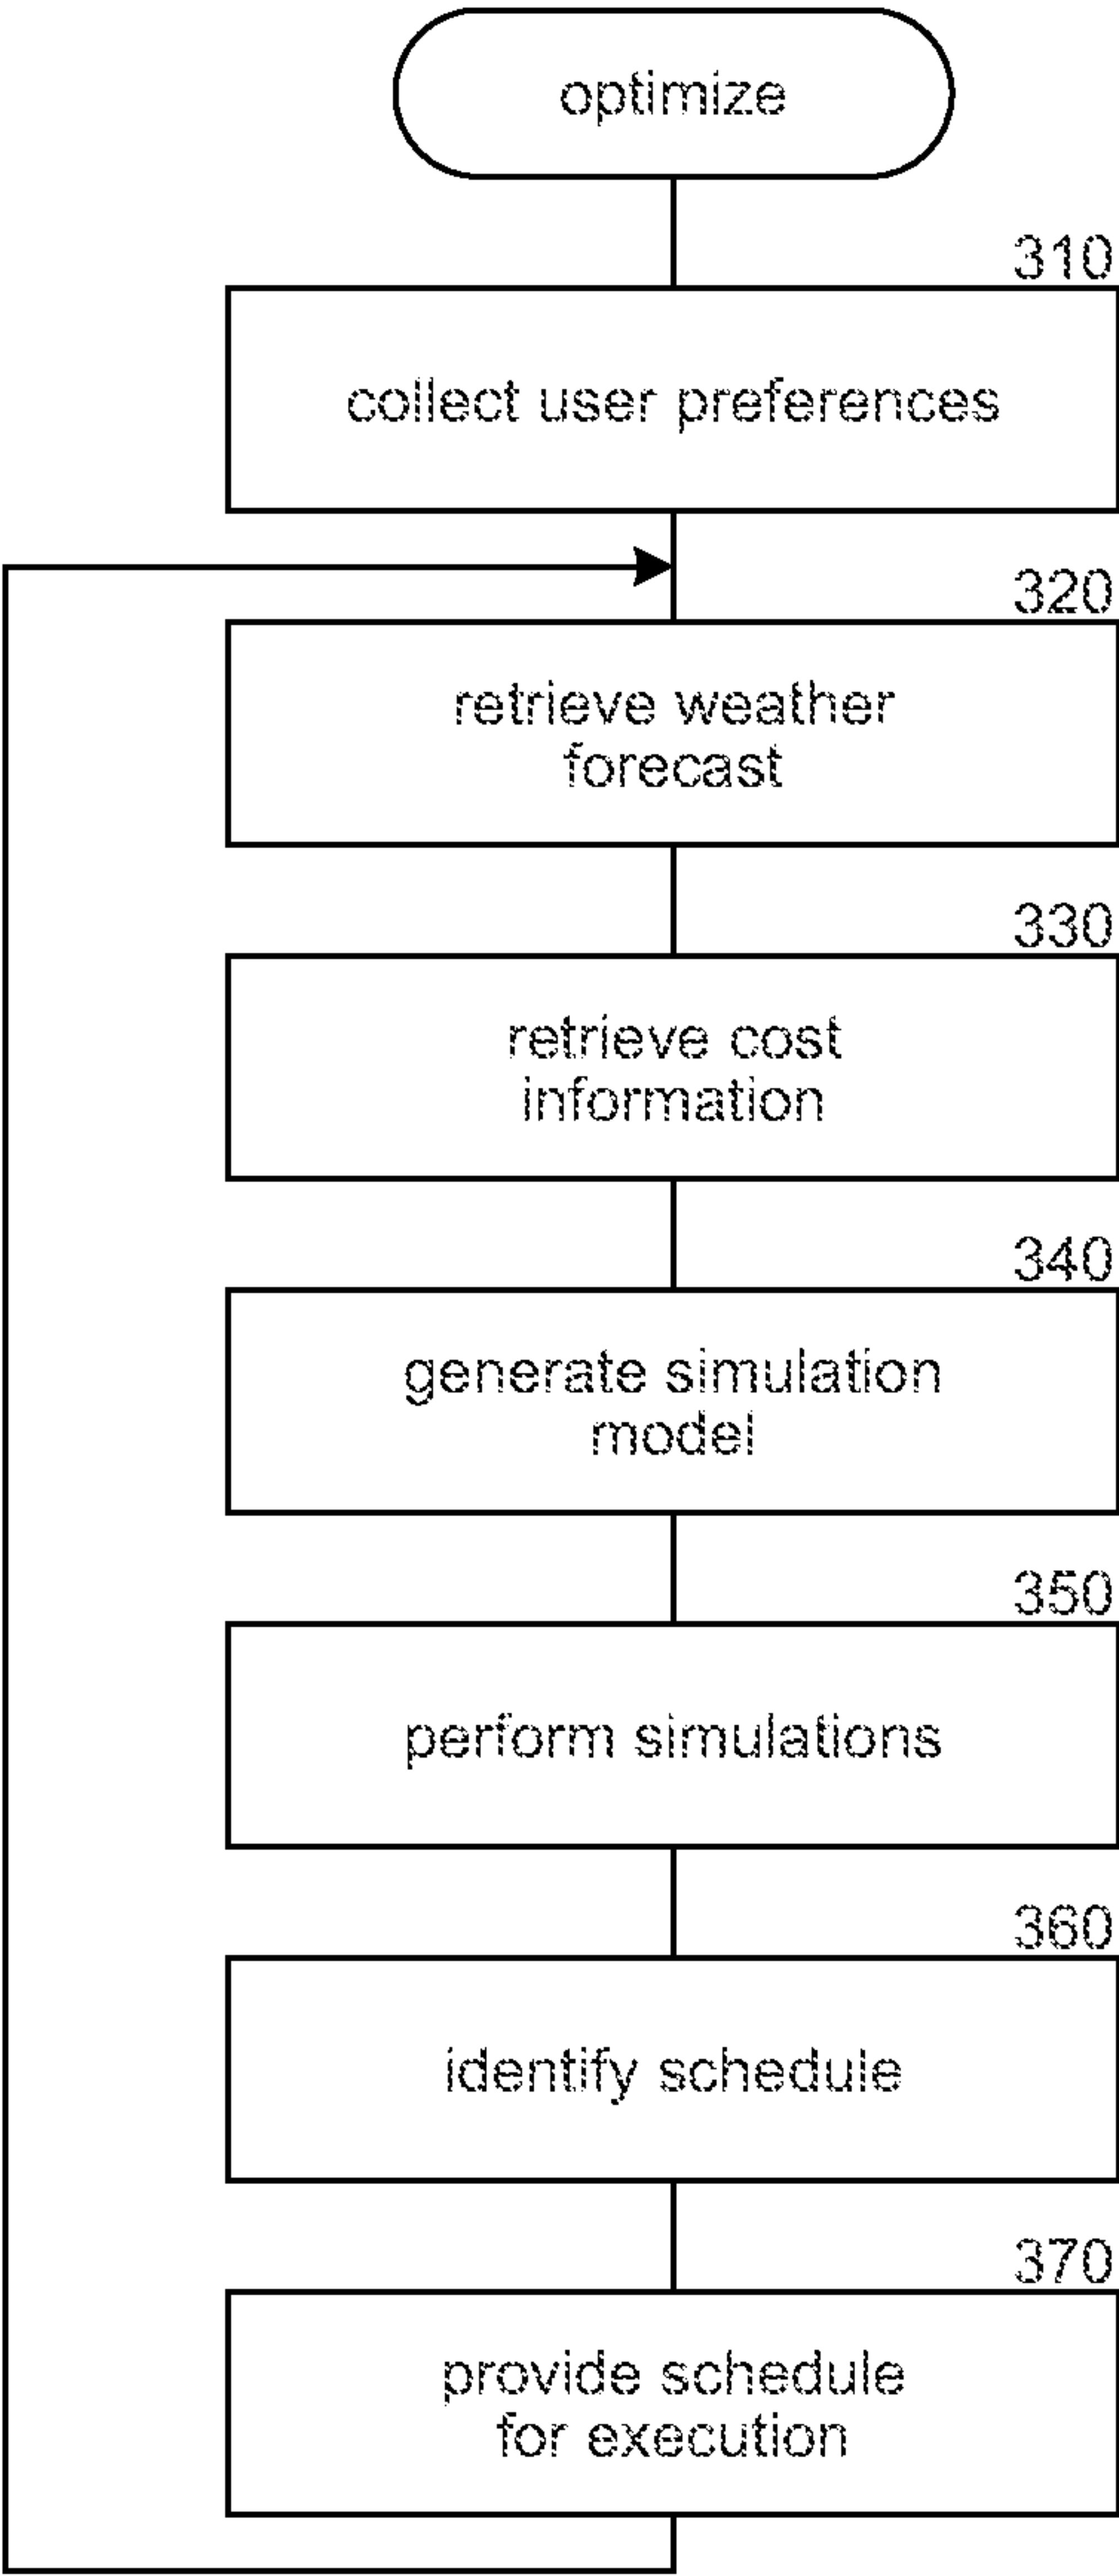 optimize
310
collect user preferences
320
retrieve weather
forecast
330
retrieve cost
information
340
generate simulation
model
350
perform simulations
360
identify schedule
370
provide schedule
for execution